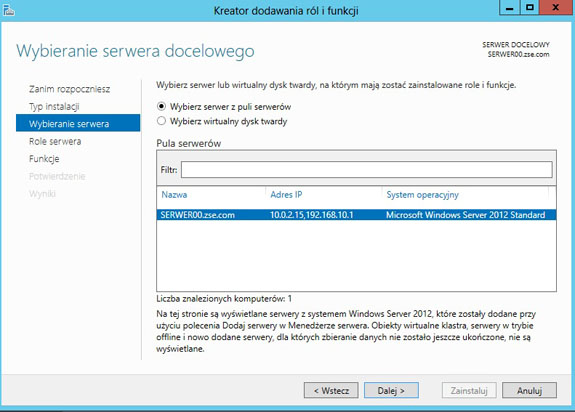 Kreator dodawania ról i funkcji
Wybieranie serwera docelowego
SERWER DOCELOWY
SERWER00.zse.com
Zanim rozpoczniesz
Typ instalacji
Wybieranie serwera
Role serwera
Funkcje
Potwierdzenie
Wyniki
Wybierz serwer lub wirtualny dysk twardy, na którym mają zostać zainstalowane role i funkcje.
Wybierz serwer z puli serwerów
Wybierz wirtualny dysk twardy
Pula serwerów
Filtr:
Nazwa Adres IP System operacyjny
SERWER00.zse.com 10.0.2.15,192.168.10.1 Microsoft Windows Server 2012 Standard
Liczba znalezionych komputerów: 1
Na tej stronie są wyświetlane serwery z systemem Windows Server 2012, które zostały dodane przy
użyciu polecenia Dodaj serwery w Menedżerze serwera. Obiekty wirtualne klastra, serwery w trybie
offline i nowo dodane serwery, dla których zbieranie danych nie zostało jeszcze ukończone, nie są
wyświetlane.
< Wstecz Dalej > Zainstaluj Anuluj